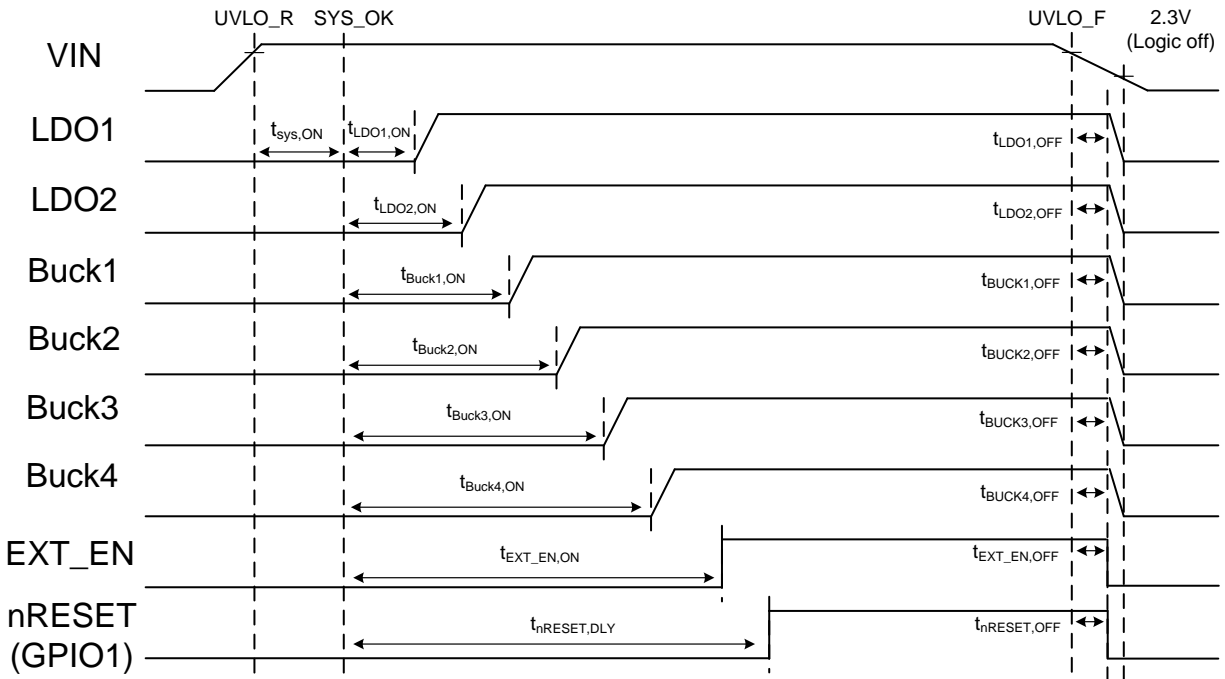 UVLO_R SYS_OK UVLO_F 2.3V
(Logic off)
VIN
LDO1 tsys,ON tLDO1,ON tLDO1,OFF
LDO2 tLDO2,ON tLDO2,OFF
Buck1 tBuck1,ON tBUCK1,OFF
Buck2 tBuck2,ON tBUCK2,OFF
Buck3 tBuck3,ON tBUCK3,OFF
Buck4 tBuck4,ON tBUCK4,OFF
EXT_EN tEXT_EN,ON tEXT_EN,OFF
nRESET tnRESET,DLY tnRESET,OFF
(GPIO1)